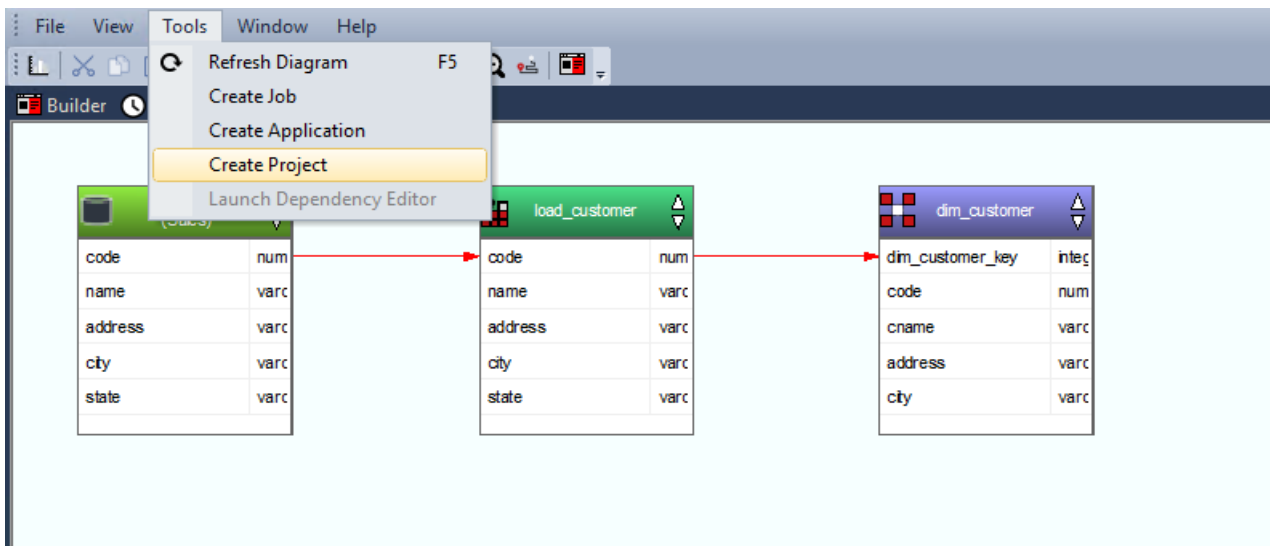 File View Tools Window Help
Refresh Diagram F5
Create Job
Builder
Create Application
Create Project
Launch Dependency Editor
load_customer
dim_customer
code num
name varc
address varc
city varc
state varc
code num
name varc
address varc
city varc
state varc
dim_customer_key integ
code num
cname varc
address varc
city varc